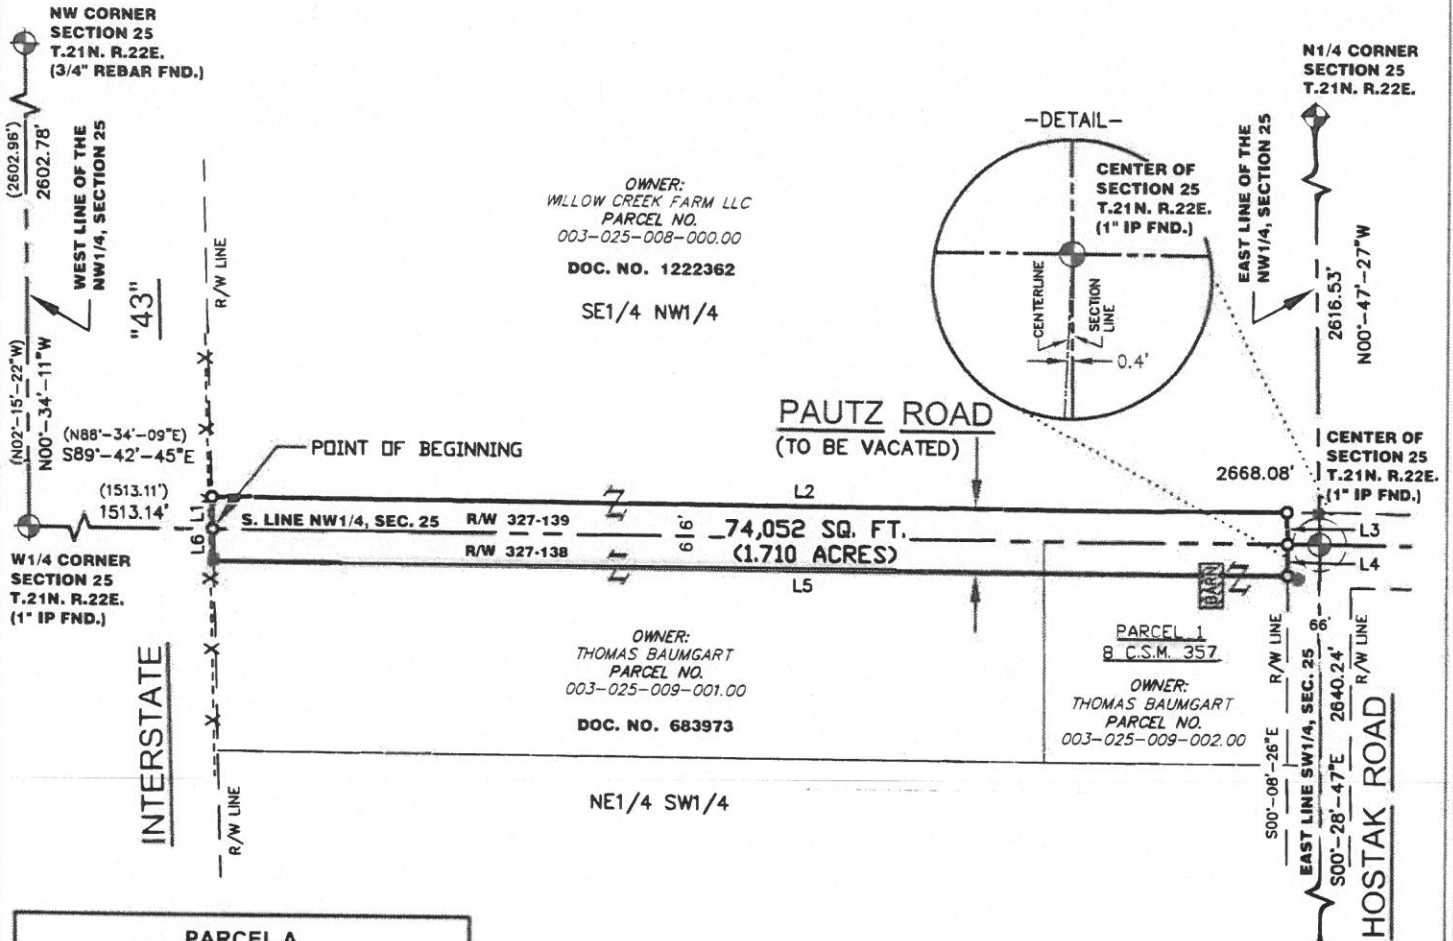 NW CORNER
SECTION 25
T.21N. R.22E.
(3/4" REBAR FND.)
N1/4 CORNER
SECTION 25
T.21N. R.22E.
-DETAIL-
CENTER OF
SECTION 25
T.21N. R.22E.
(1" IP FND.)
CENTERLINE
SECTION
LINE
0.4'
(2602.96')
2602.78'
WEST LINE OF THE
NW1/4, SECTION 25
"43"
R/W LINE
OWNER:
WILLOW CREEK FARM LLC
PARCEL NO.
003-025-008-000.00
DOC. NO. 1222362
SE1/4 NW1/4
EAST LINE OF THE
NW1/4, SECTION 25
2616.53'
N00°-47'-27"W
(N02°-15'-22"W)
N00°-34'-11"W
(N88°-34'-09"E)
S89°-42'-45"E
(1513.11')
1513.14'
POINT OF BEGINNING
PAUTZ ROAD
(TO BE VACATED)
2668.08'
CENTER OF
SECTION 25
T.21N. R.22E.
(1" IP FND.)
L1
L2
L3
L6
S. LINE NW1/4, SEC. 25
R/W 327-139
66'
74,052 SQ. FT.
(1.710 ACRES)
R/W 327-138
L4
L5
BARN
W1/4 CORNER
SECTION 25
T.21N. R.22E.
(1" IP FND.)
INTERSTATE
R/W LINE
OWNER:
THOMAS BAUMGART
PARCEL NO.
003-025-009-001.00
DOC. NO. 683973
NE1/4 SW1/4
PARCEL 1
8 C.S.M. 357
OWNER:
THOMAS BAUMGART
PARCEL NO.
003-025-009-002.00
R/W LINE
S00°-08'-26"E
66'
EAST LINE SW1/4, SEC. 25
2640.24'
S00°-28'-47"E
R/W LINE
HOSTAK ROAD
PARCEL A